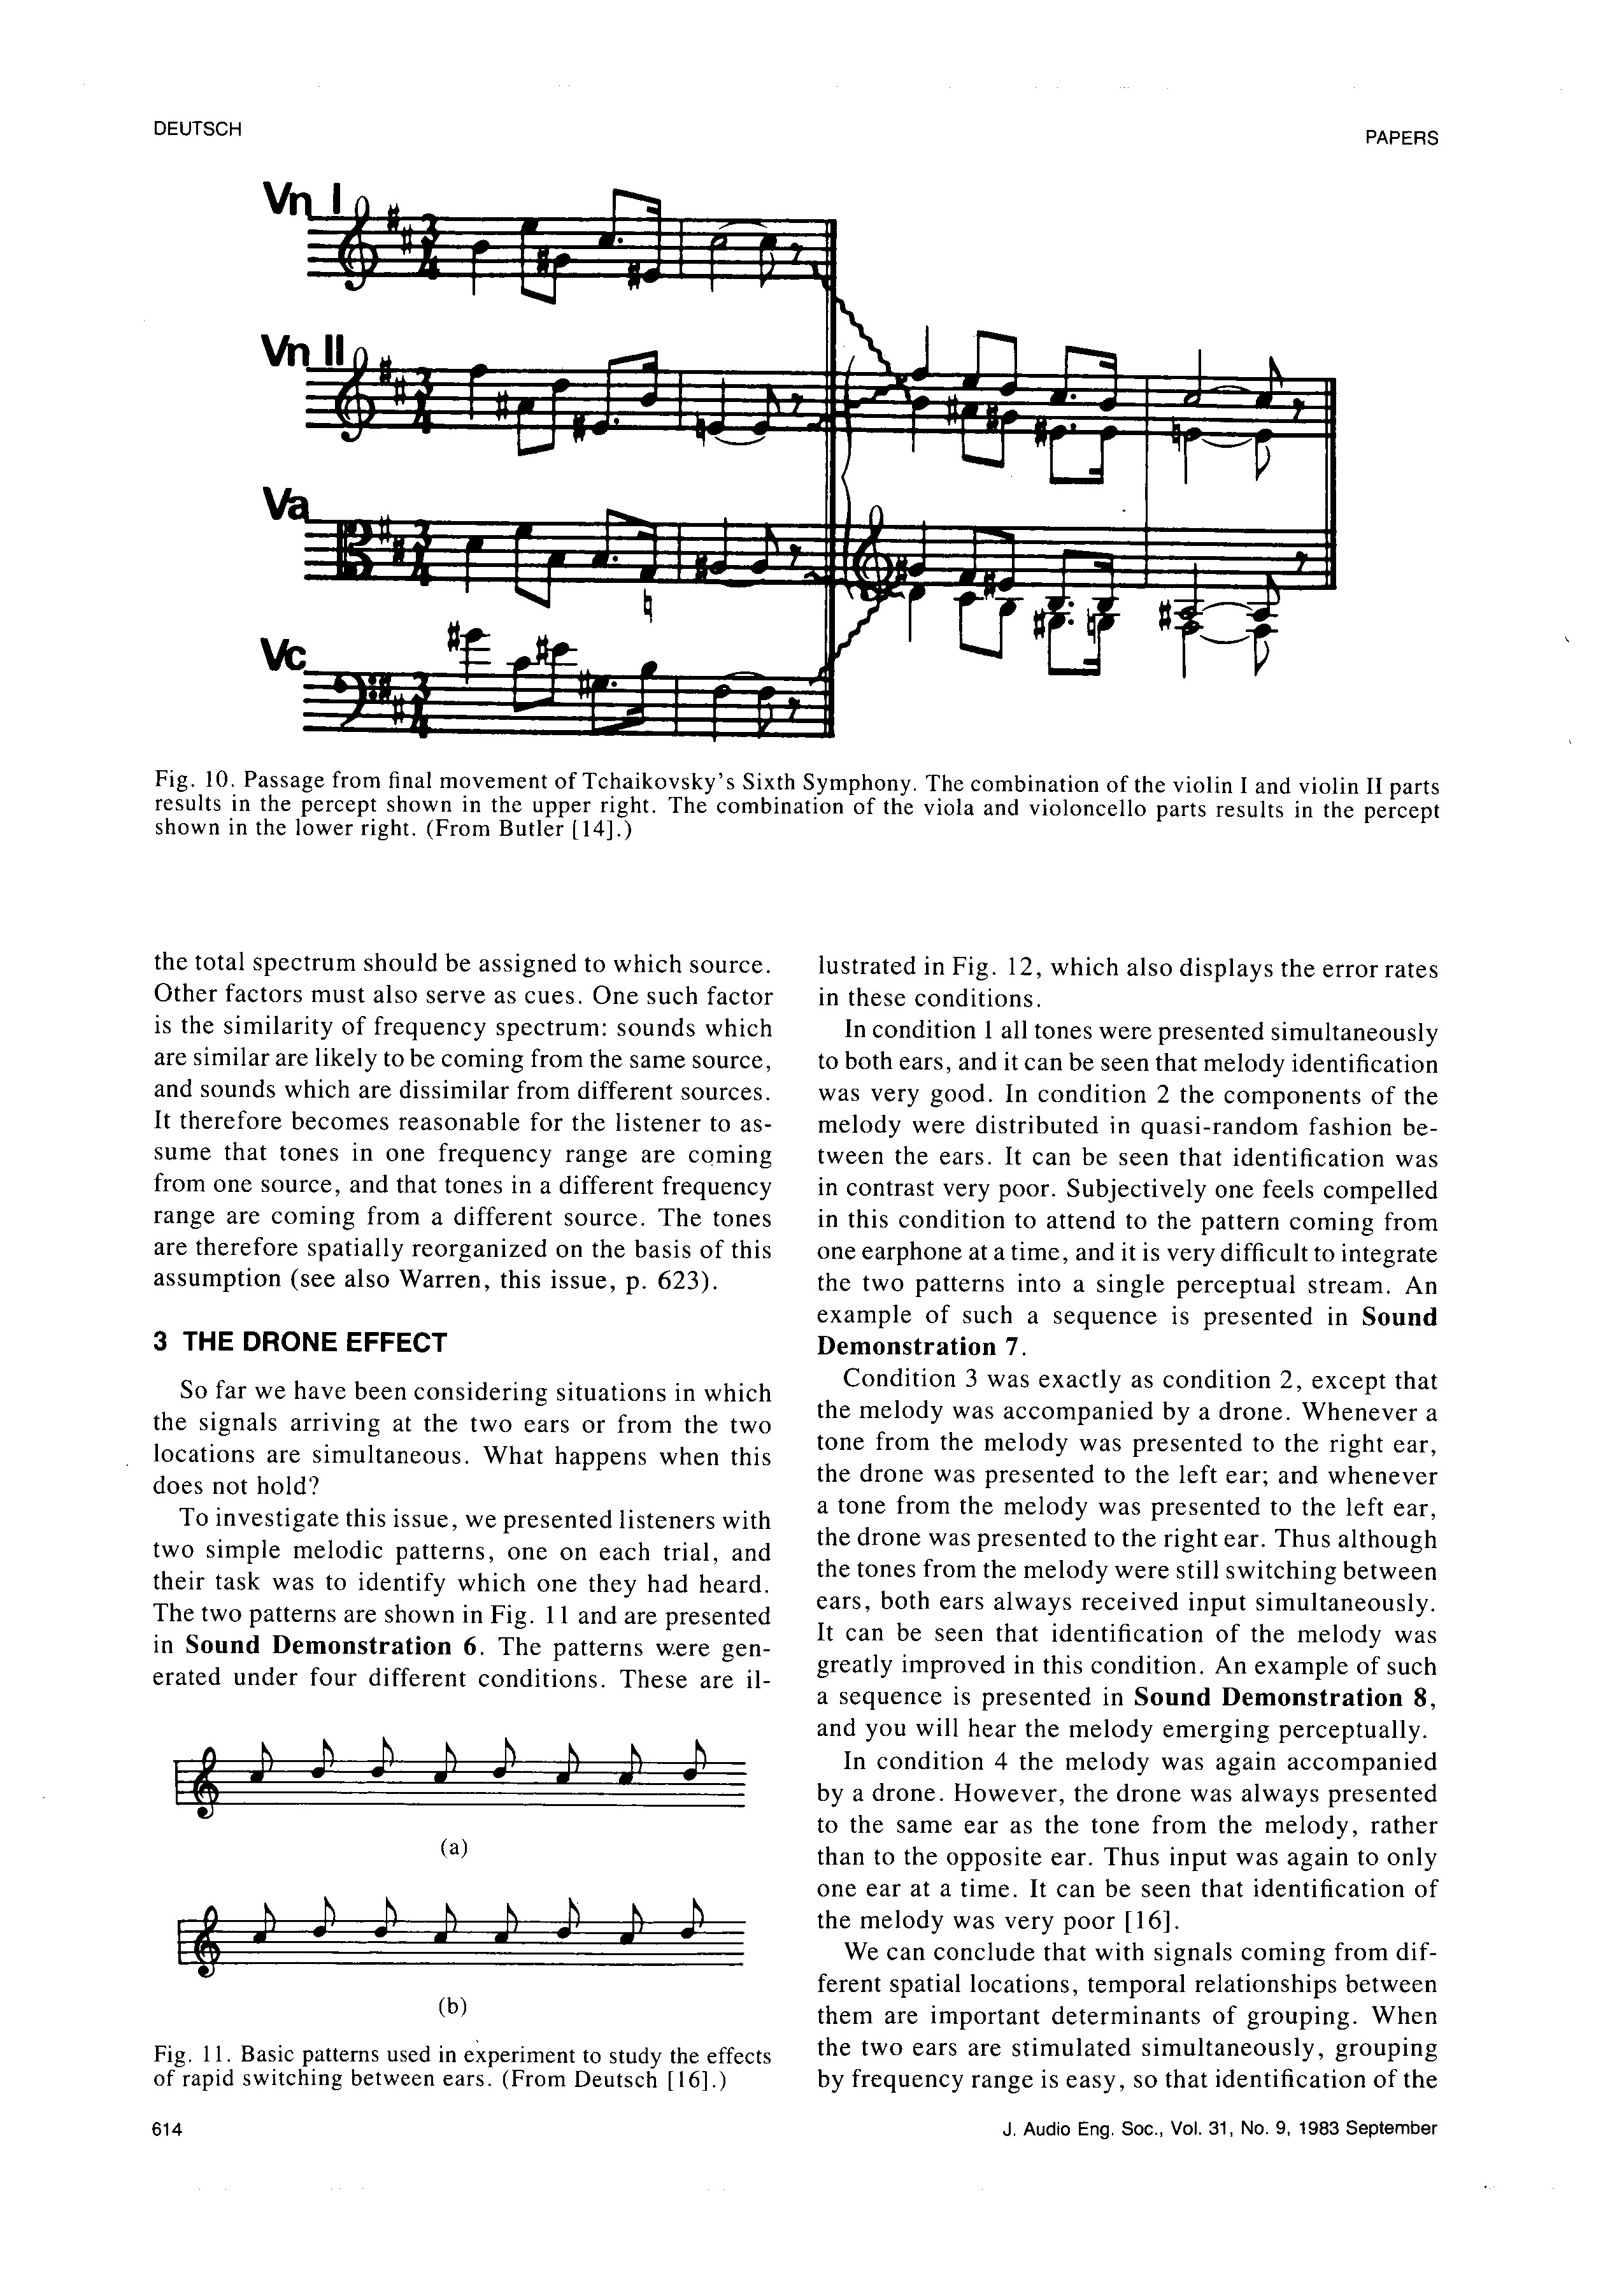 DEUTSCH
PAPERS
Vn I
Vn II
Va
Vc
Fig. 10. Passage from final movement of Tchaikovsky's Sixth Symphony. The combination of the violin I and violin II parts
results in the percept shown in the upper right. The combination of the viola and violoncello parts results in the percept
shown in the lower right. (From Butler [14].)
the total spectrum should be assigned to which source.
Other factors must also serve as cues. One such factor
is the similarity of frequency spectrum: sounds which
are similar are likely to be coming from the same source,
and sounds which are dissimilar from different sources.
It therefore becomes reasonable for the listener to as-
sume that tones in one frequency range are coming
from one source, and that tones in a different frequency
range are coming from a different source. The tones
are therefore spatially reorganized on the basis of this
assumption (see also Warren, this issue, p. 623).
3 THE DRONE EFFECT
So far we have been considering situations in which
the signals arriving at the two ears or from the two
locations are simultaneous. What happens when this
does not hold?
To investigate this issue, we presented listeners with
two simple melodic patterns, one on each trial, and
their task was to identify which one they had heard.
The two patterns are shown in Fig. 11 and are presented
in Sound Demonstration 6. The patterns were gen-
erated under four different conditions. These are il-
(a)
(b)
Fig. 11. Basic patterns used in experiment to study the effects
of rapid switching between ears. (From Deutsch [16].)
lustrated in Fig. 12, which also displays the error rates
in these conditions.
In condition 1 all tones were presented simultaneously
to both ears, and it can be seen that melody identification
was very good. In condition 2 the components of the
melody were distributed in quasi-random fashion be-
tween the ears. It can be seen that identification was
in contrast very poor. Subjectively one feels compelled
in this condition to attend to the pattern coming from
one earphone at a time, and it is very difficult to integrate
the two patterns into a single perceptual stream. An
example of such a sequence is presented in Sound
Demonstration 7.
Condition 3 was exactly as condition 2, except that
the melody was accompanied by a drone. Whenever a
tone from the melody was presented to the right ear,
the drone was presented to the left ear; and whenever
a tone from the melody was presented to the left ear,
the drone was presented to the right ear. Thus although
the tones from the melody were still switching between
ears, both ears always received input simultaneously.
It can be seen that identification of the melody was
greatly improved in this condition. An example of such
a sequence is presented in Sound Demonstration 8,
and you will hear the melody emerging perceptually.
In condition 4 the melody was again accompanied
by a drone. However, the drone was always presented
to the same ear as the tone from the melody, rather
than to the opposite ear. Thus input was again to only
one ear at a time. It can be seen that identification of
the melody was very poor [16].
We can conclude that with signals coming from dif-
ferent spatial locations, temporal relationships between
them are important determinants of grouping. When
the two ears are stimulated simultaneously, grouping
by frequency range is easy, so that identification of the
614
J. Audio Eng. Soc., Vol. 31, No. 9, 1983 September